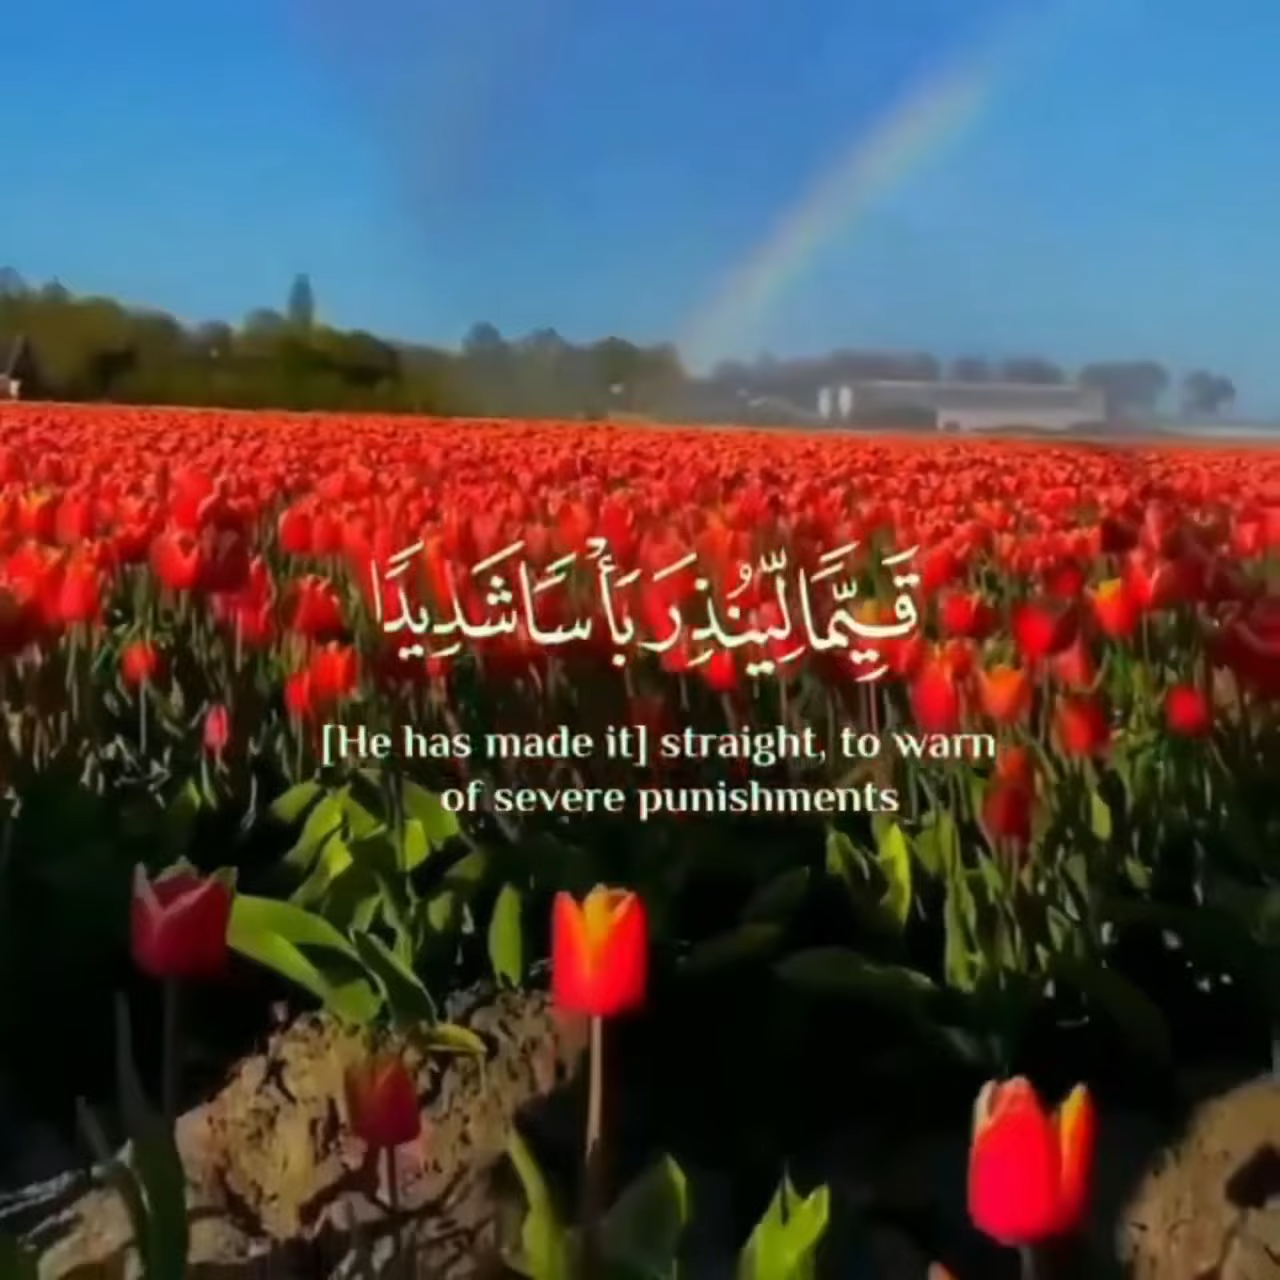 قَيِّمًا لِّيُنذِرَ بَأْسًا شَدِيدًا
[He has made it] straight, to warn
of severe punishments